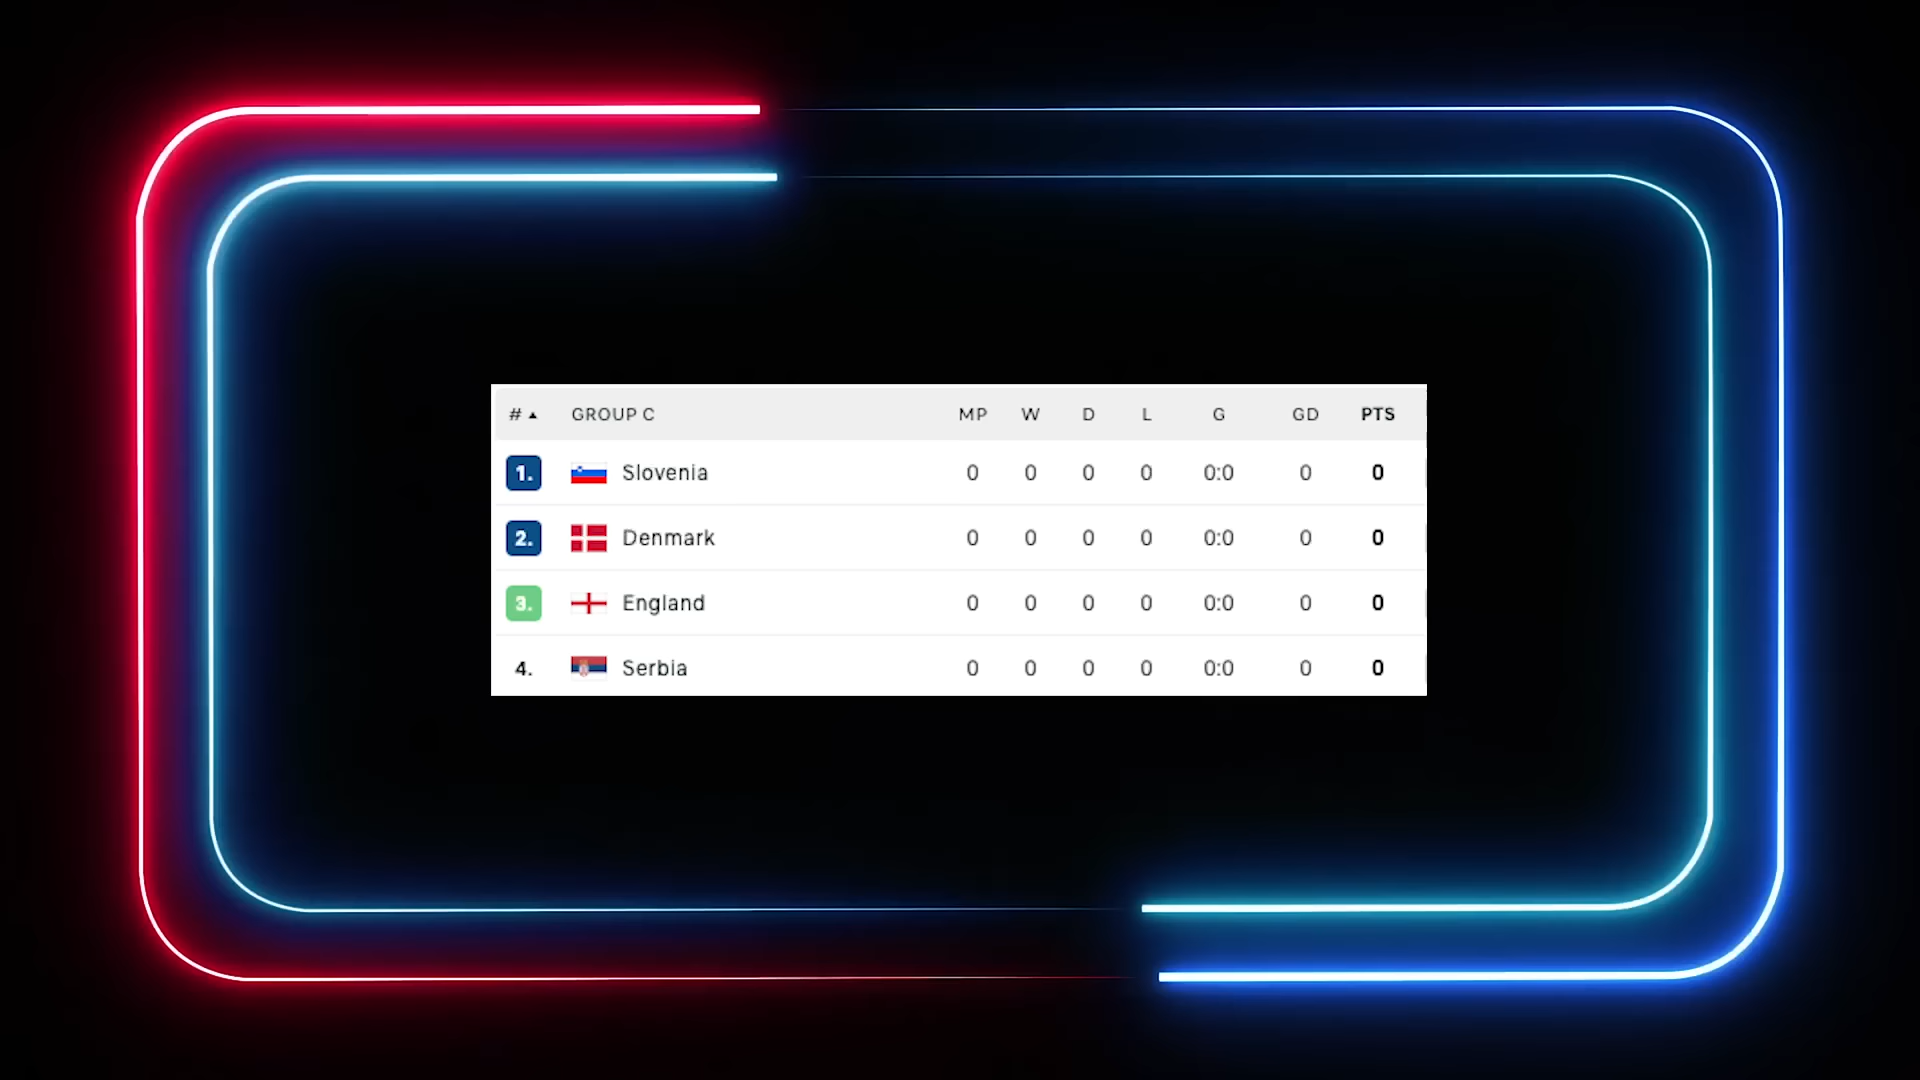 # ▲ GROUP C MP W D L G GD PTS
1. Slovenia 0 0 0 0 0:0 0 0
2. Denmark 0 0 0 0 0:0 0 0
3. England 0 0 0 0 0:0 0 0
4. Serbia 0 0 0 0 0:0 0 0